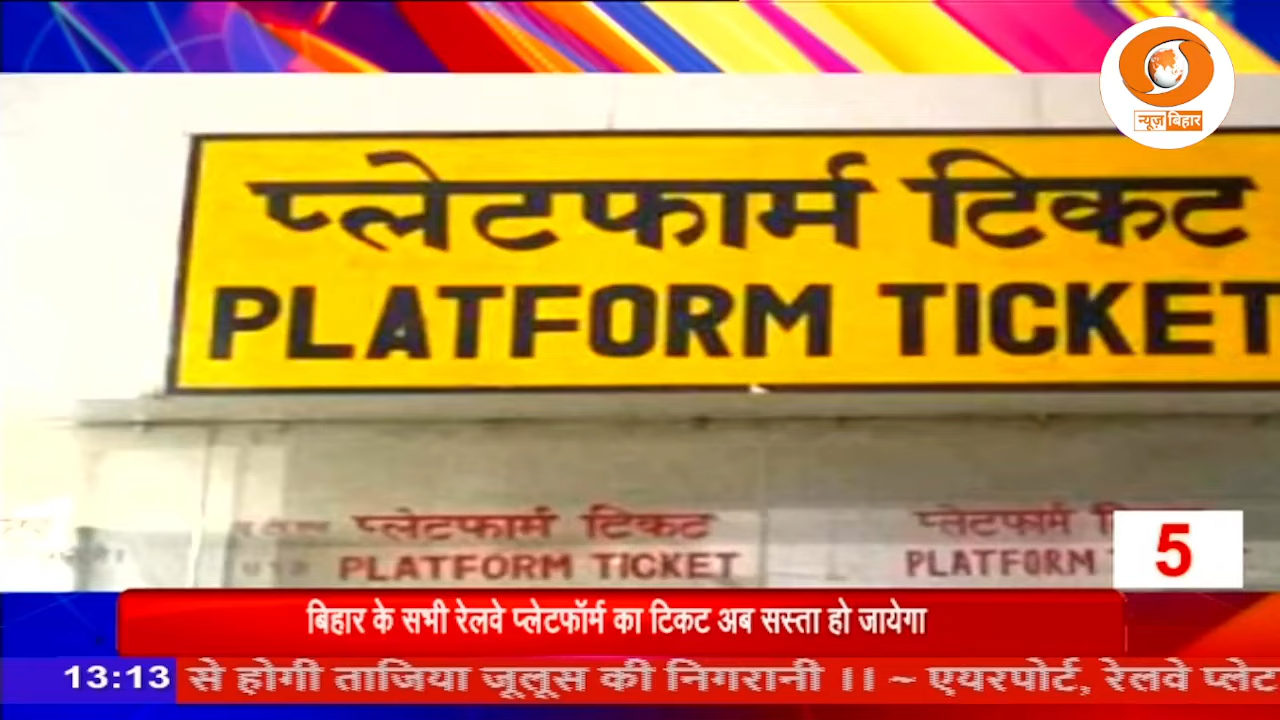 न्यूज़ बिहार
प्लेटफार्म टिकट
PLATFORM TICKET
प्लेटफार्म टिकट
PLATFORM TICKET
प्लेटफार्म
PLATFORM
5
बिहार के सभी रेलवे प्लेटफॉर्म का टिकट अब सस्ता हो जायेगा
13:13 से होगी ताजिया जूलूस की निगरानी ।। ~ एयरपोर्ट, रेलवे प्लेट